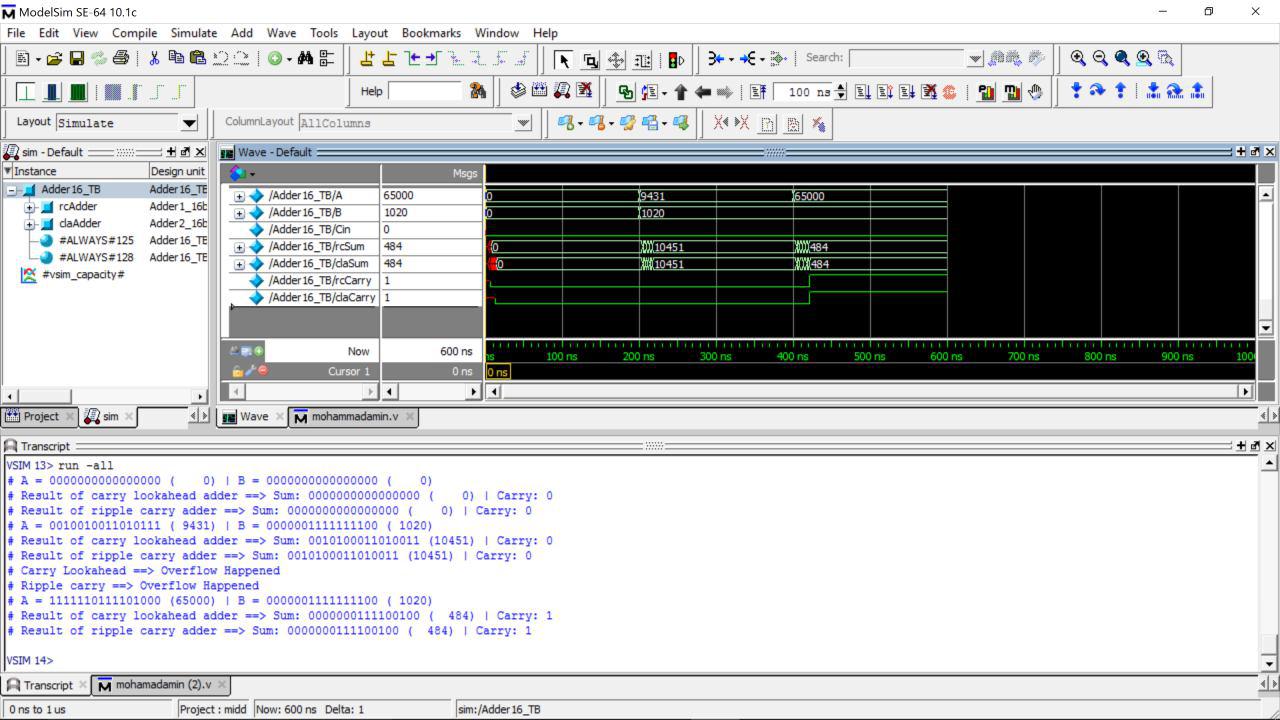 ModelSim SE-64 10.1c
File Edit View Compile Simulate Add Wave Tools Layout Bookmarks Window Help
Search:
Help
100 ns
Layout Simulate
ColumnLayout AllColumns
sim - Default
Instance Design unit
Adder16_TB Adder16_TB
rcAdder Adder1_16b
claAdder Adder2_16b
#ALWAYS#125 Adder16_TB
#ALWAYS#128 Adder16_TB
#vsim_capacity#
Project sim
Wave - Default
Msgs
/Adder16_TB/A 65000 0 9431 65000
/Adder16_TB/B 1020 0 1020
/Adder16_TB/Cin 0
/Adder16_TB/rcSum 484 0 10451 484
/Adder16_TB/claSum 484 0 10451 484
/Adder16_TB/rcCarry 1
/Adder16_TB/claCarry 1
Now 600 ns ns 100 ns 200 ns 300 ns 400 ns 500 ns 600 ns 700 ns 800 ns 900 ns 1000
Cursor 1 0 ns 0 ns
Wave mohammadamin.v
Transcript
VSIM 13> run -all
# A = 0000000000000000 (    0) | B = 0000000000000000 (    0)
# Result of carry lookahead adder ==> Sum: 0000000000000000 (    0) | Carry: 0
# Result of ripple carry adder ==> Sum: 0000000000000000 (    0) | Carry: 0
# A = 0010010011010111 ( 9431) | B = 0000001111111100 ( 1020)
# Result of carry lookahead adder ==> Sum: 0010100011010011 (10451) | Carry: 0
# Result of ripple carry adder ==> Sum: 0010100011010011 (10451) | Carry: 0
# Carry Lookahead ==> Overflow Happened
# Ripple carry ==> Overflow Happened
# A = 1111110111101000 (65000) | B = 0000001111111100 ( 1020)
# Result of carry lookahead adder ==> Sum: 0000000111100100 (  484) | Carry: 1
# Result of ripple carry adder ==> Sum: 0000000111100100 (  484) | Carry: 1
VSIM 14>
Transcript mohamadamin (2).v
0 ns to 1 us Project : midd Now: 600 ns Delta: 1 sim:/Adder16_TB